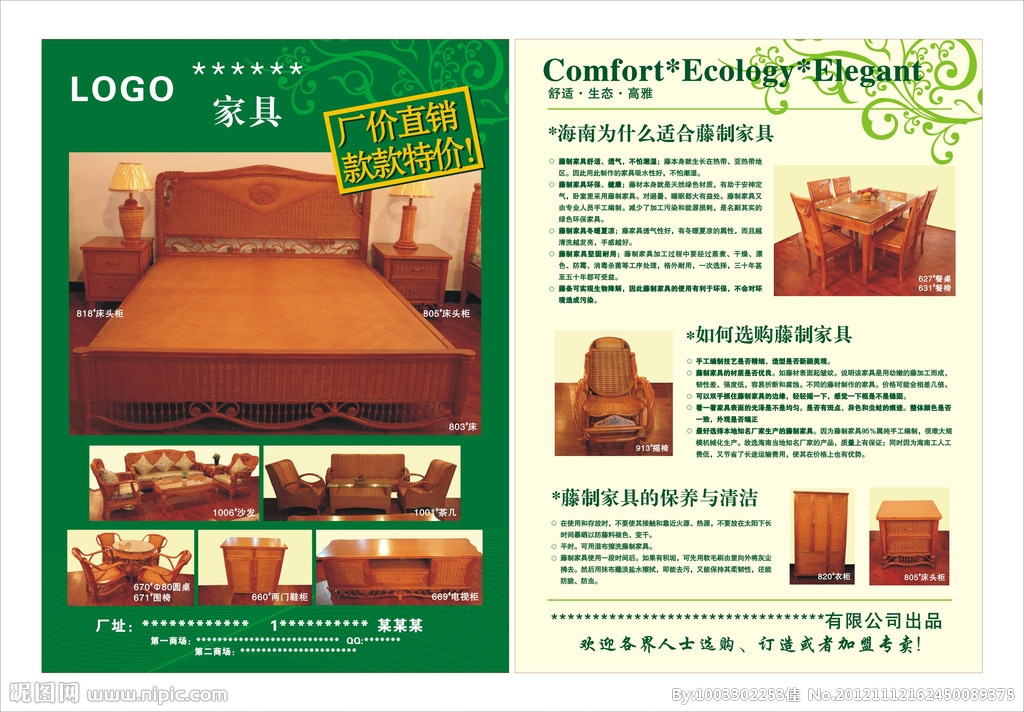 LOGO
******
家具
厂价直销
款款特价!
818#床头柜
805#床头柜
803#床
1006#沙发
1001#茶几
670#Φ80圆桌
671#围椅
660#两门鞋柜
669#电视柜
厂址：************ 1********** 某某某
第一商场：************************* QQ:*******
第二商场：********************
Comfort*Ecology*Elegant
舒适·生态·高雅
*海南为什么适合藤制家具
藤制家具舒适、透气，不怕潮湿；藤本身就生长在热带、亚热带地
区。因此用此制作的家具吸水性好，不怕潮湿。
藤制家具环保、健康；藤材本身就是天然绿色材质，有助于安神定
气，卧室里采用藤制家具。对避暑、睡眠都大有益处。藤制家具又
由专业人员手工编制。减少了加工污染和能源损耗，是名副其实的
绿色环保家具。
藤制家具冬暖夏凉；藤家具透气性好，有冬暖夏凉的属性，而且越
清洗越发亮，手感越好。
藤制家具坚固耐用；藤制家具加工过程中要经过蒸煮、干燥、漂
色、防霉、消毒杀菌等工序处理，格外耐用，一次选择，三十年甚
至五十年都可受益。
藤条可实现生物降解，因此藤制家具的使用有利于环保，不会对环
境造成污染。
627#餐桌
631#餐椅
*如何选购藤制家具
手工编制技艺是否精细、造型是否新颖美观。
藤制家具的材质是否优良。如藤材表面起皱纹。说明该家具是用幼嫩的藤加工而成，
韧性差、强度低，容易折断和腐蚀。不同的藤材制作的家具。价格可能会相差几倍。
可以双手抓住藤制家具的边缘，轻轻摇一下，感觉一下框是不是稳固。
看一看家具表面的光泽是不是均匀。是否有斑点、异色和虫蛀的痕迹。整体颜色是否
一致，外观是否端正
最好选择本地知名厂家生产的藤制家具。因为藤制家具95%属纯手工编制，很难大规
模机械化生产。故选海南当地知名厂家的产品，质量上有保证；同时因为海南人工人工
费低，又节省了长途运输费用，使其在价格上也有优势。
913#摇椅
*藤制家具的保养与清洁
在使用和存放时，不要使其接触和靠近火源、热源，不要放在太阳下长
时间暴晒以防藤料褪色、变干。
平时。可用湿布擦洗藤制家具。
藤制家具使用一段时间后。如果有积垢，可先用软毛刷由里向外将灰尘
拂去。然后用抹布蘸淡盐水擦拭，即能去污，又能保持其柔韧性，还能
防脆、防虫。
820#衣柜
805#床头柜
*********************************有限公司出品
欢迎各界人士选购、订造或者加盟专卖!
昵图网 www.nipic.com
By:1003302253佳 No.20121112162450089375